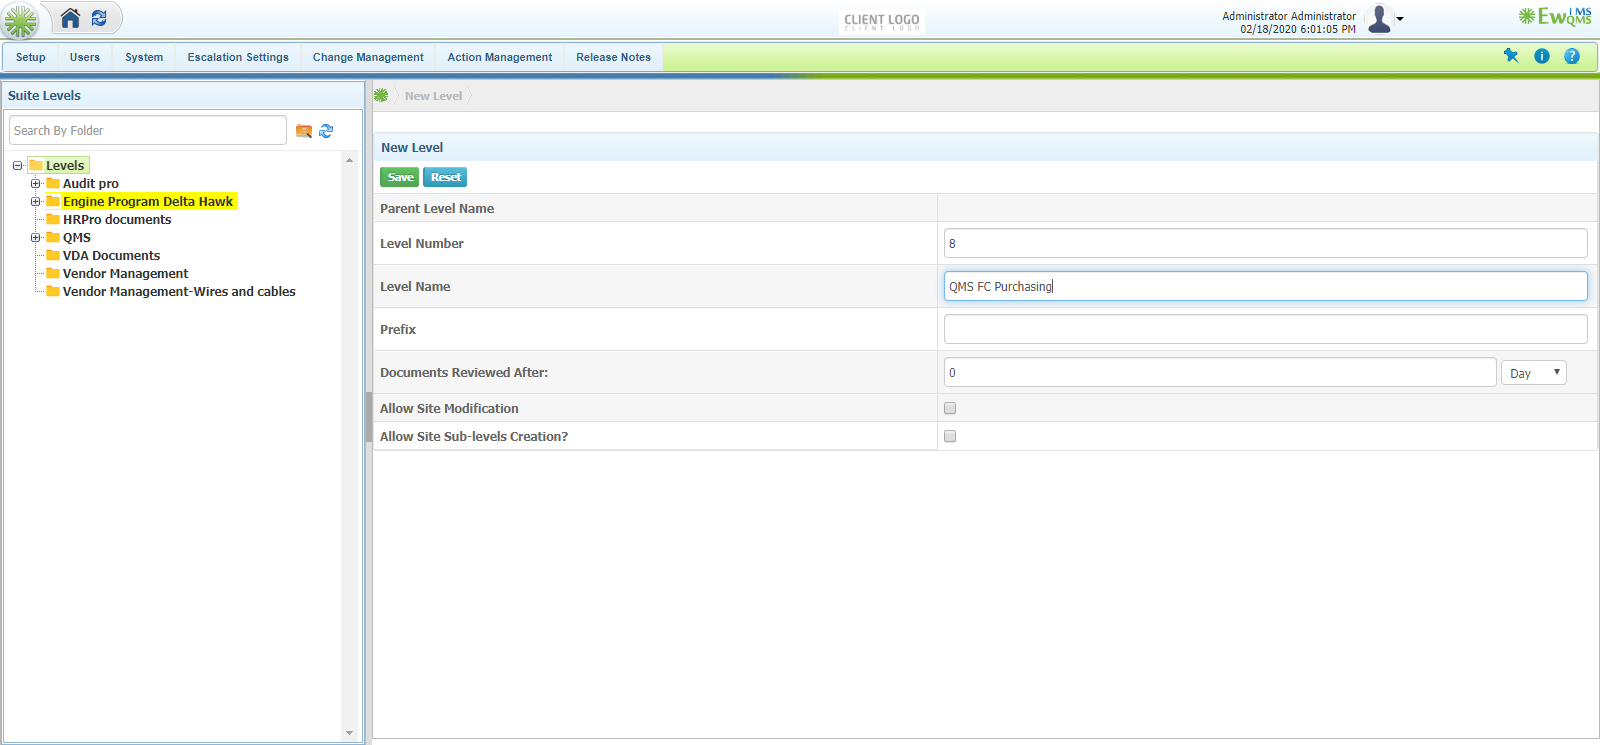 CLIENT LOGO
CLIENT LOGO
Administrator Administrator
02/18/2020 6:01:05 PM
EwQMS
IMS
Setup
Users
System
Escalation Settings
Change Management
Action Management
Release Notes
Suite Levels
Search By Folder
Levels
Audit pro
Engine Program Delta Hawk
HRPro documents
QMS
VDA Documents
Vendor Management
Vendor Management-Wires and cables
New Level
New Level
Save
Reset
Parent Level Name
Level Number
8
Level Name
QMS FC Purchasing
Prefix
Documents Reviewed After:
0
Day
Allow Site Modification
Allow Site Sub-levels Creation?